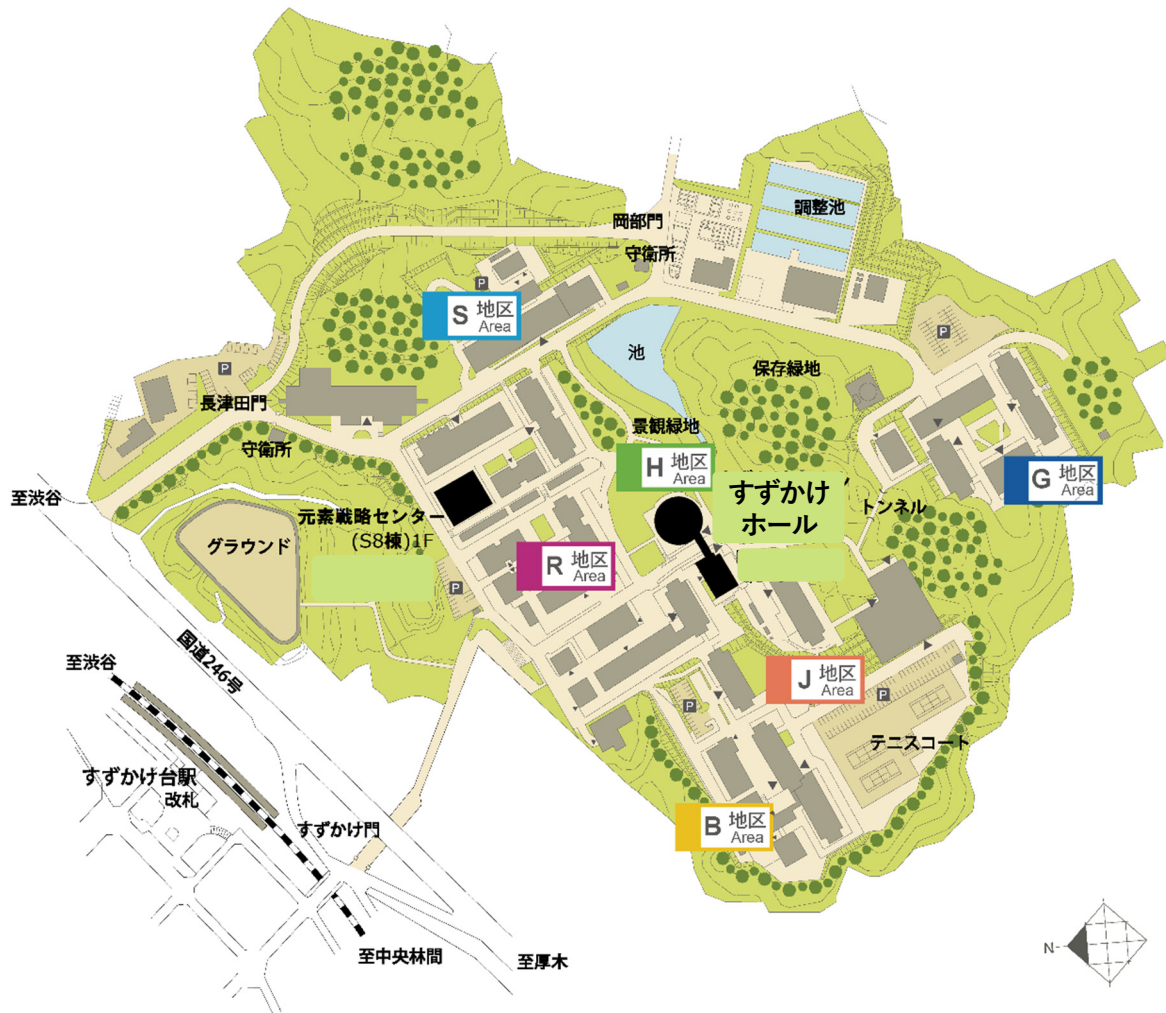 岡部門
調整池
守衛所
P
S 地区
Area
池
P
P
保存緑地
長津田門
守衛所
景観緑地
H 地区
Area
G 地区
Area
すずかけ
ホール
トンネル
至渋谷
元素戦略センター
(S8棟)1F
グラウンド
R 地区
Area
P
国道246号
至渋谷
J 地区
Area
P
P
テニスコート
すずかけ台駅
改札
すずかけ門
B 地区
Area
至中央林間
至厚木
N